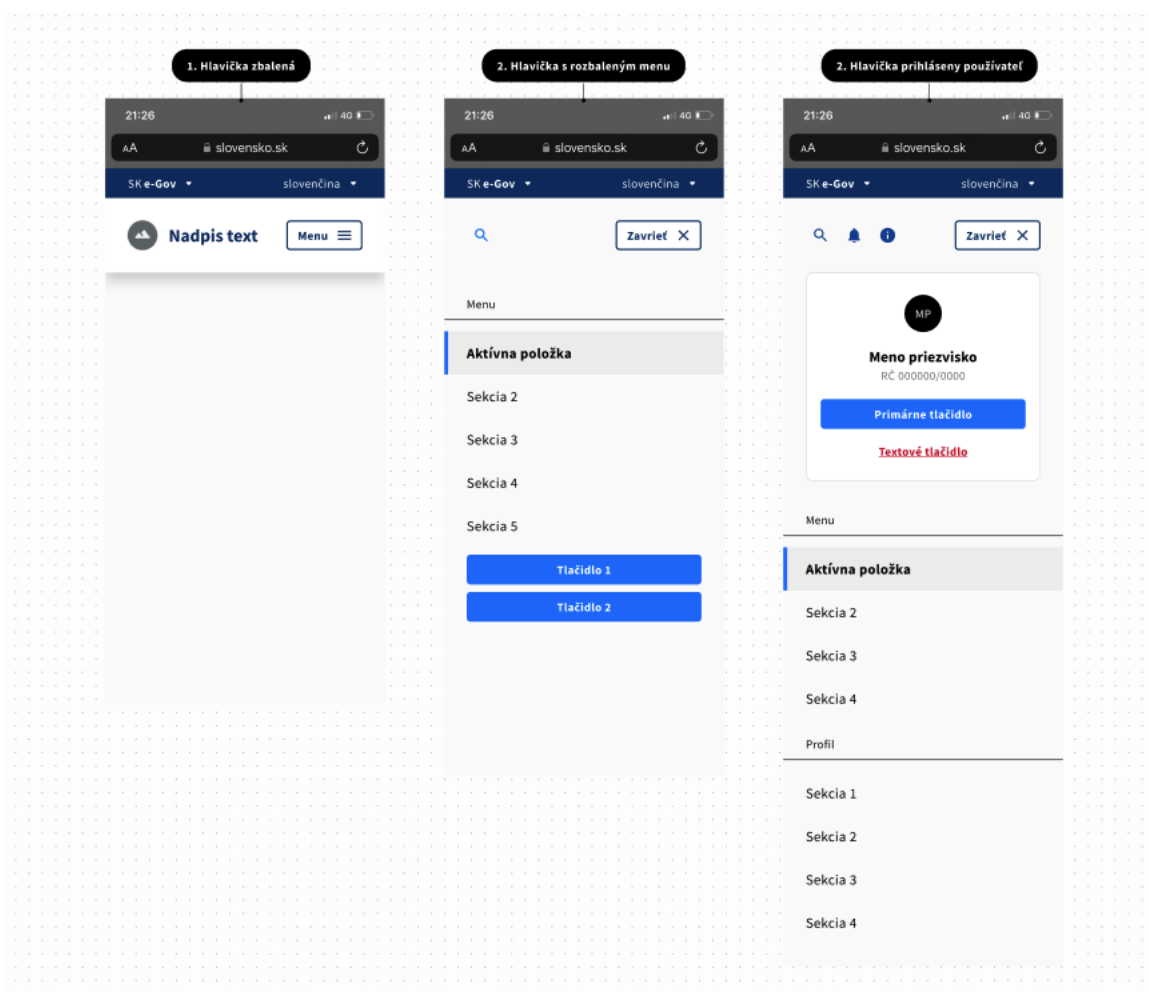 1. Hlavička zbalená
21:26
4G
AA
slovensko.sk
SK e-Gov
slovenčina
Nadpis text
Menu
2. Hlavička s rozbaleným menu
21:26
4G
AA
slovensko.sk
SK e-Gov
slovenčina
Zavrieť
Menu
Aktívna položka
Sekcia 2
Sekcia 3
Sekcia 4
Sekcia 5
Tlačidlo 1
Tlačidlo 2
2. Hlavička prihláseny používateľ
21:26
4G
AA
slovensko.sk
SK e-Gov
slovenčina
Zavrieť
MP
Meno priezvisko
RČ 000000/0000
Primárne tlačidlo
Textové tlačidlo
Menu
Aktívna položka
Sekcia 2
Sekcia 3
Sekcia 4
Profil
Sekcia 1
Sekcia 2
Sekcia 3
Sekcia 4